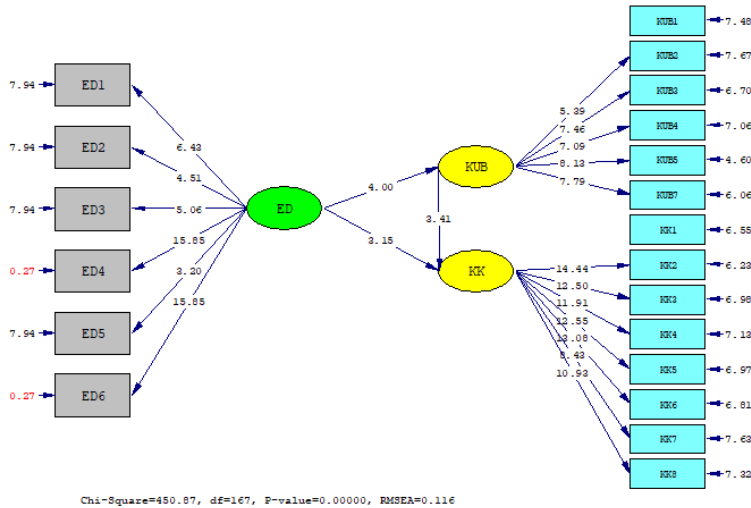 7.94 ED1
7.94 ED2
7.94 ED3
0.27 ED4
7.94 ED5
0.27 ED6
6.43
4.51
5.06
15.85
3.20
15.85
ED
4.00
3.15
KUB
3.41
KK
5.39
7.46
7.09
8.13
7.79
14.44
12.50
11.91
12.55
13.08
8.43
10.93
KUB1 7.48
KUB2 7.67
KUB3 6.70
KUB4 7.06
KUB5 4.60
KUB7 6.06
KK1 6.55
KK2 6.23
KK3 6.98
KK4 7.13
KK5 6.97
KK6 6.81
KK7 7.63
KK8 7.32
Chi-Square=450.87, df=167, P-value=0.00000, RMSEA=0.116